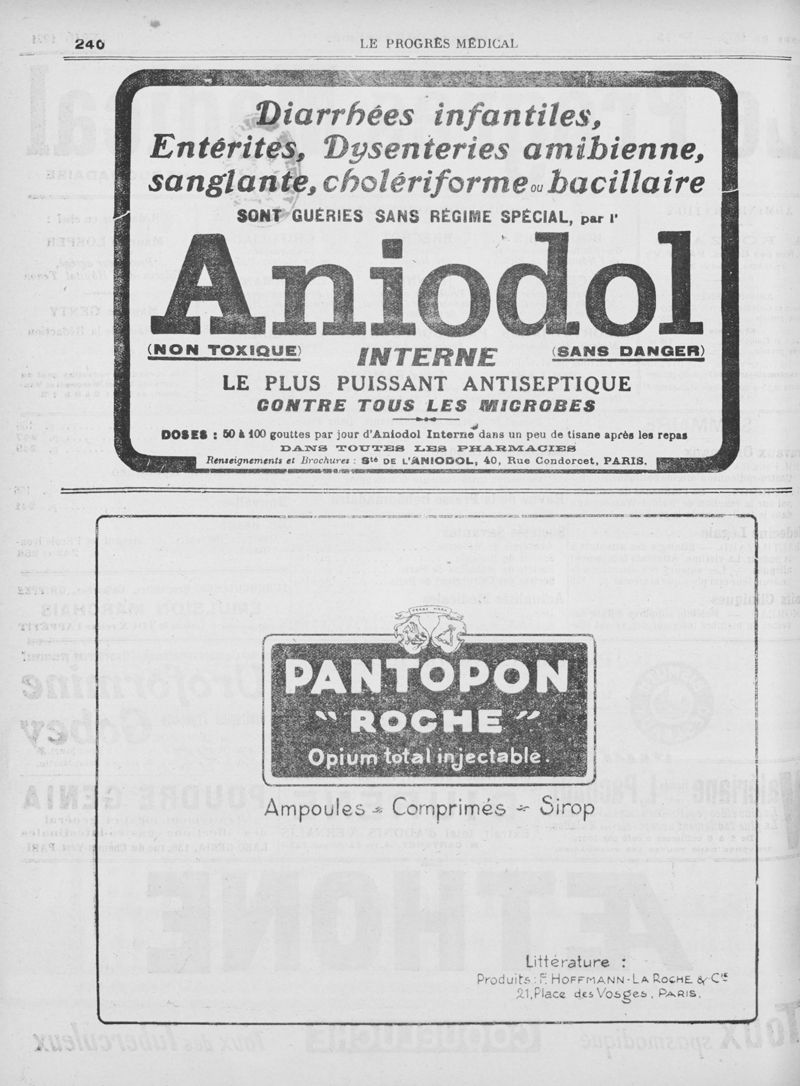 240
LE PROGRÈS MÉDICAL
Diarrhées infantiles,
Entérites, Dysenteries amibienne,
sanglante, cholériforme ou bacillaire
SONT GUÉRIES SANS RÉGIME SPÉCIAL, par l'
Aniodol
(NON TOXIQUE) INTERNE (SANS DANGER)
LE PLUS PUISSANT ANTISEPTIQUE
CONTRE TOUS LES MICROBES
DOSES : 50 à 100 gouttes par jour d'Aniodol Interne dans un peu de tisane après les repas
DANS TOUTES LES PHARMACIES
Renseignements et Brochures : Sté DE L'ANIODOL, 40, Rue Condorcet, PARIS.
PANTOPON
"ROCHE"
Opium total injectable.
Ampoules - Comprimés - Sirop
Littérature :
Produits : F. HOFFMANN-LA ROCHE & Cie
21, Place des Vosges, PARIS.